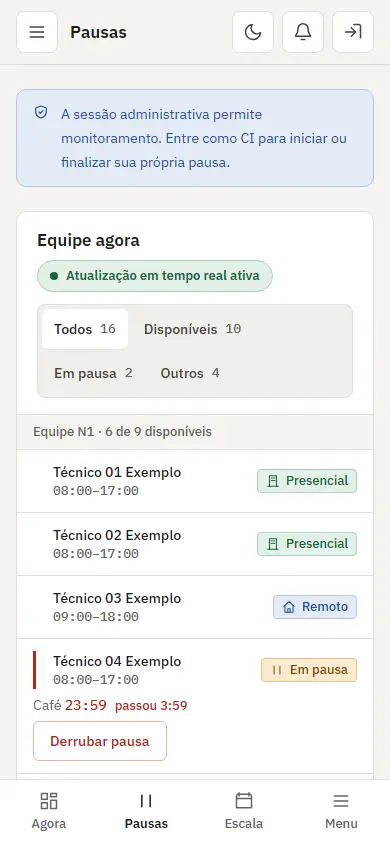 Pausas
A sessão administrativa permite
monitoramento. Entre como CI para iniciar ou
finalizar sua própria pausa.
Equipe agora
Atualização em tempo real ativa
Todos 16 Disponíveis 10
Em pausa 2 Outros 4
Equipe N1 · 6 de 9 disponíveis
Técnico 01 Exemplo
08:00–17:00
Presencial
Técnico 02 Exemplo
08:00–17:00
Presencial
Técnico 03 Exemplo
09:00–18:00
Remoto
Técnico 04 Exemplo
08:00–17:00
Em pausa
Café 23:59 passou 3:59
Derrubar pausa
Agora Pausas Escala Menu